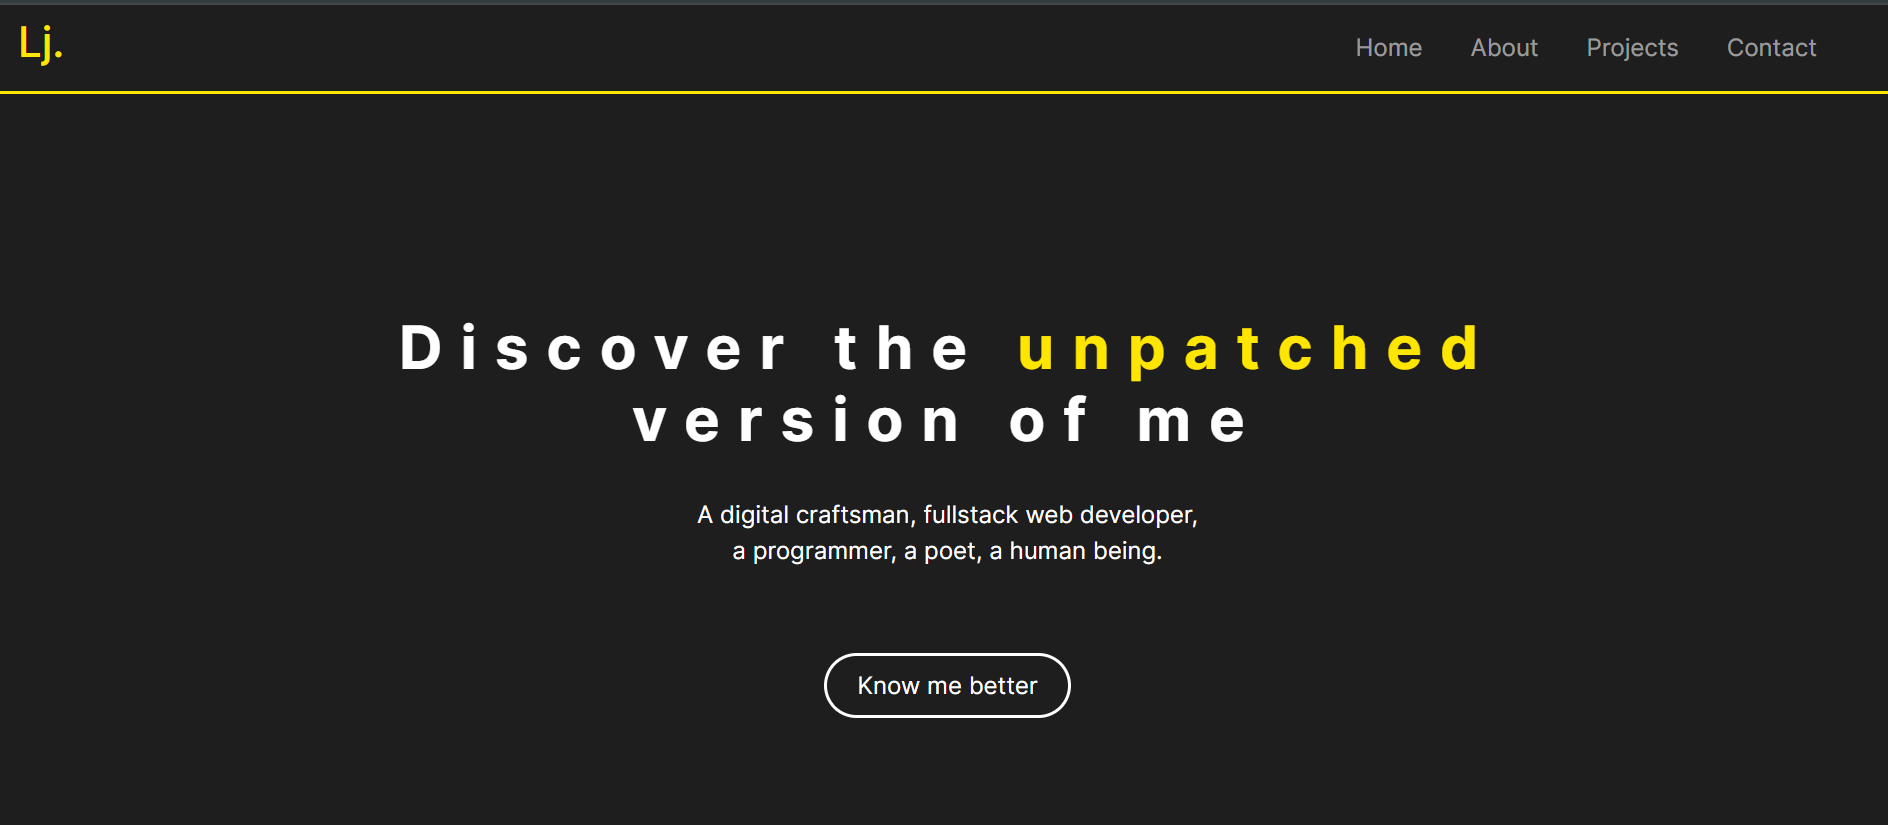 Lj.
Home About Projects Contact
Discover the unpatched
version of me
A digital craftsman, fullstack web developer,
a programmer, a poet, a human being.
Know me better